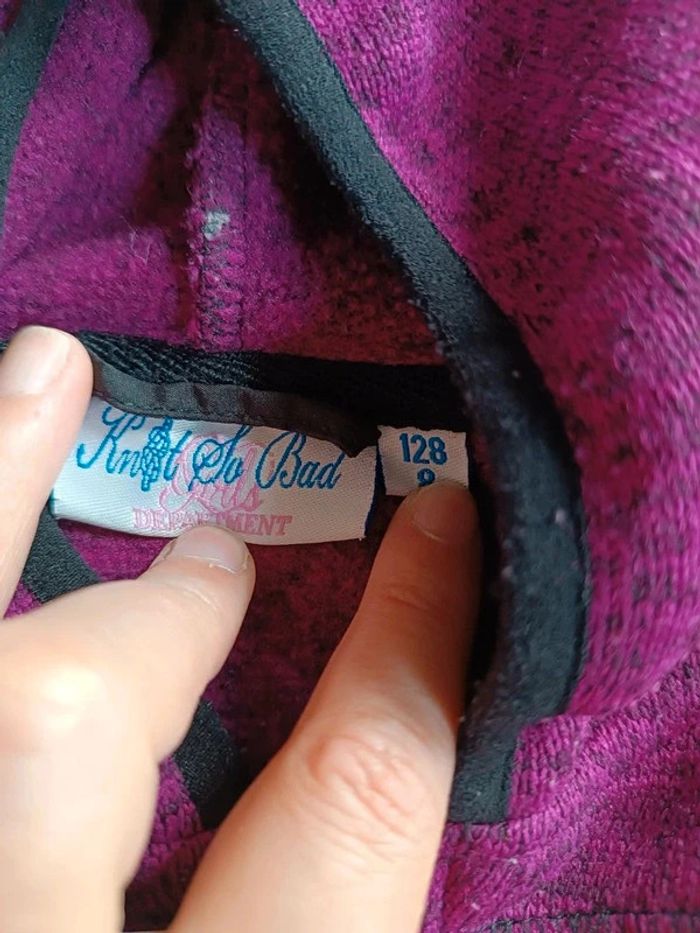 Knot So Bad
Girls
DEPARTMENT
128
8